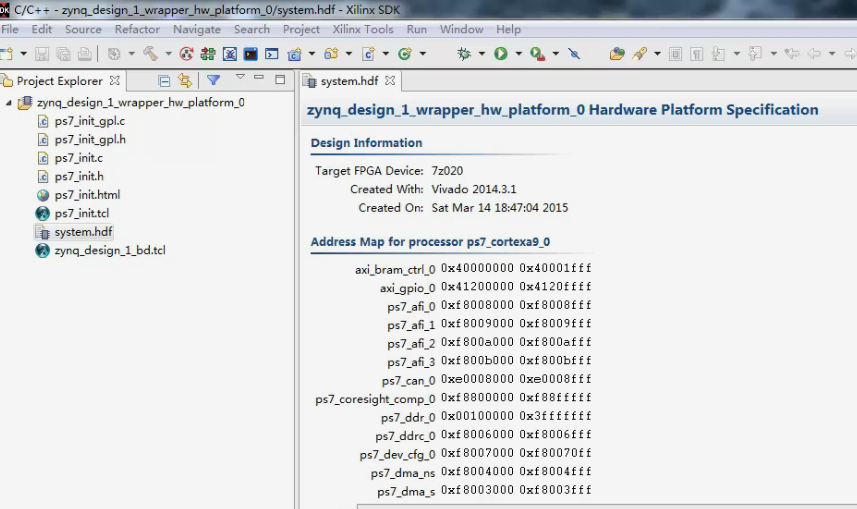 C/C++ - zynq_design_1_wrapper_hw_platform_0/system.hdf - Xilinx SDK
File Edit Source Refactor Navigate Search Project Xilinx Tools Run Window Help
Project Explorer
system.hdf
zynq_design_1_wrapper_hw_platform_0
ps7_init_gpl.c
ps7_init_gpl.h
ps7_init.c
ps7_init.h
ps7_init.html
ps7_init.tcl
system.hdf
zynq_design_1_bd.tcl
zynq_design_1_wrapper_hw_platform_0 Hardware Platform Specification
Design Information
Target FPGA Device: 7z020
Created With: Vivado 2014.3.1
Created On: Sat Mar 14 18:47:04 2015
Address Map for processor ps7_cortexa9_0
axi_bram_ctrl_0 0x40000000 0x40001fff
axi_gpio_0 0x41200000 0x4120ffff
ps7_afi_0 0xf8008000 0xf8008fff
ps7_afi_1 0xf8009000 0xf8009fff
ps7_afi_2 0xf800a000 0xf800afff
ps7_afi_3 0xf800b000 0xf800bfff
ps7_can_0 0xe0008000 0xe0008fff
ps7_coresight_comp_0 0xf8800000 0xf88fffff
ps7_ddr_0 0x00100000 0x3fffffff
ps7_ddrc_0 0xf8006000 0xf8006fff
ps7_dev_cfg_0 0xf8007000 0xf80070ff
ps7_dma_ns 0xf8004000 0xf8004fff
ps7_dma_s 0xf8003000 0xf8003fff